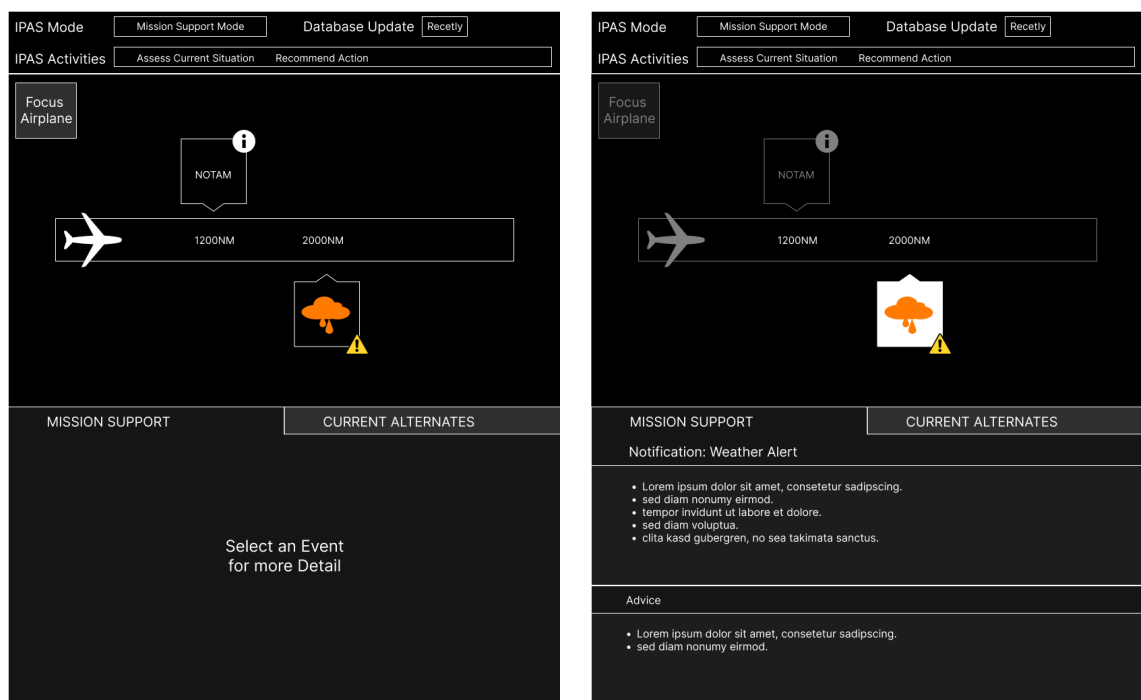 IPAS Mode Mission Support Mode Database Update Recetly
IPAS Activities Assess Current Situation Recommend Action
Focus
Airplane
i
NOTAM
1200NM 2000NM
!
MISSION SUPPORT CURRENT ALTERNATES
Select an Event
for more Detail
IPAS Mode Mission Support Mode Database Update Recetly
IPAS Activities Assess Current Situation Recommend Action
Focus
Airplane
i
NOTAM
1200NM 2000NM
!
MISSION SUPPORT CURRENT ALTERNATES
Notification: Weather Alert
• Lorem ipsum dolor sit amet, consetetur sadipscing.
• sed diam nonumy eirmod.
• tempor invidunt ut labore et dolore.
• sed diam voluptua.
• clita kasd gubergren, no sea takimata sanctus.
Advice
• Lorem ipsum dolor sit amet, consetetur sadipscing.
• sed diam nonumy eirmod.